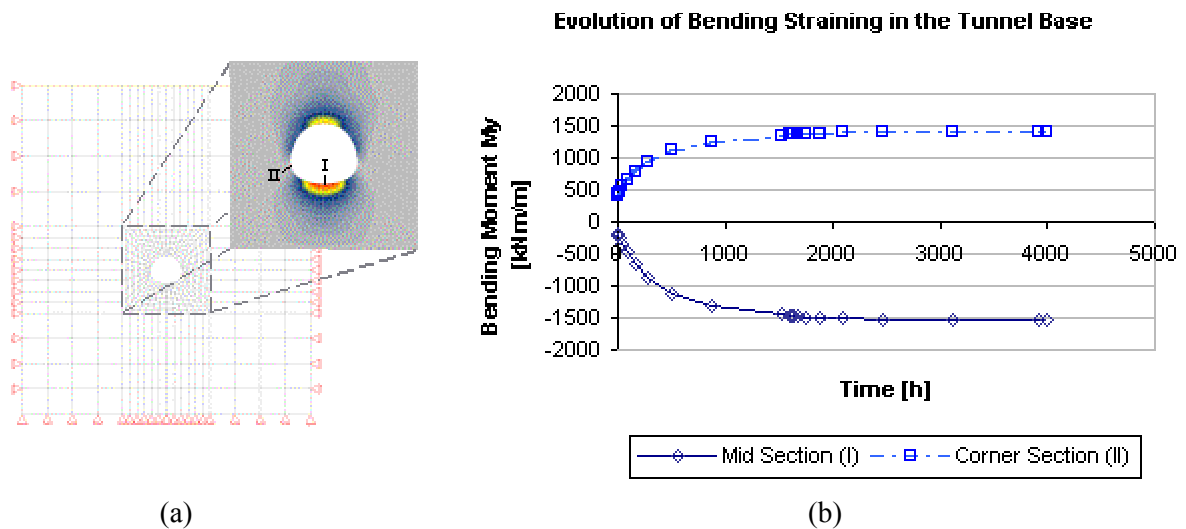 Evolution of Bending Straining in the Tunnel Base
I
II
Bending Moment My
[kNm/m]
2000
1500
1000
500
0
-500
-1000
-1500
-2000
0 1000 2000 3000 4000 5000
Time [h]
Mid Section (I) Corner Section (II)
(a) (b)